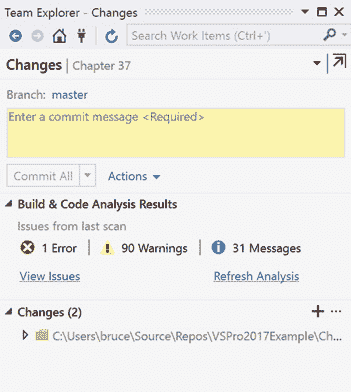 Team Explorer - Changes
Search Work Items (Ctrl+')
Changes | Chapter 37
Branch: master
Enter a commit message <Required>
Commit All Actions
Build & Code Analysis Results
Issues from last scan
1 Error | 90 Warnings | 31 Messages
View Issues Refresh Analysis
Changes (2)
C:\Users\bruce\Source\Repos\VSPro2017Example\Ch...